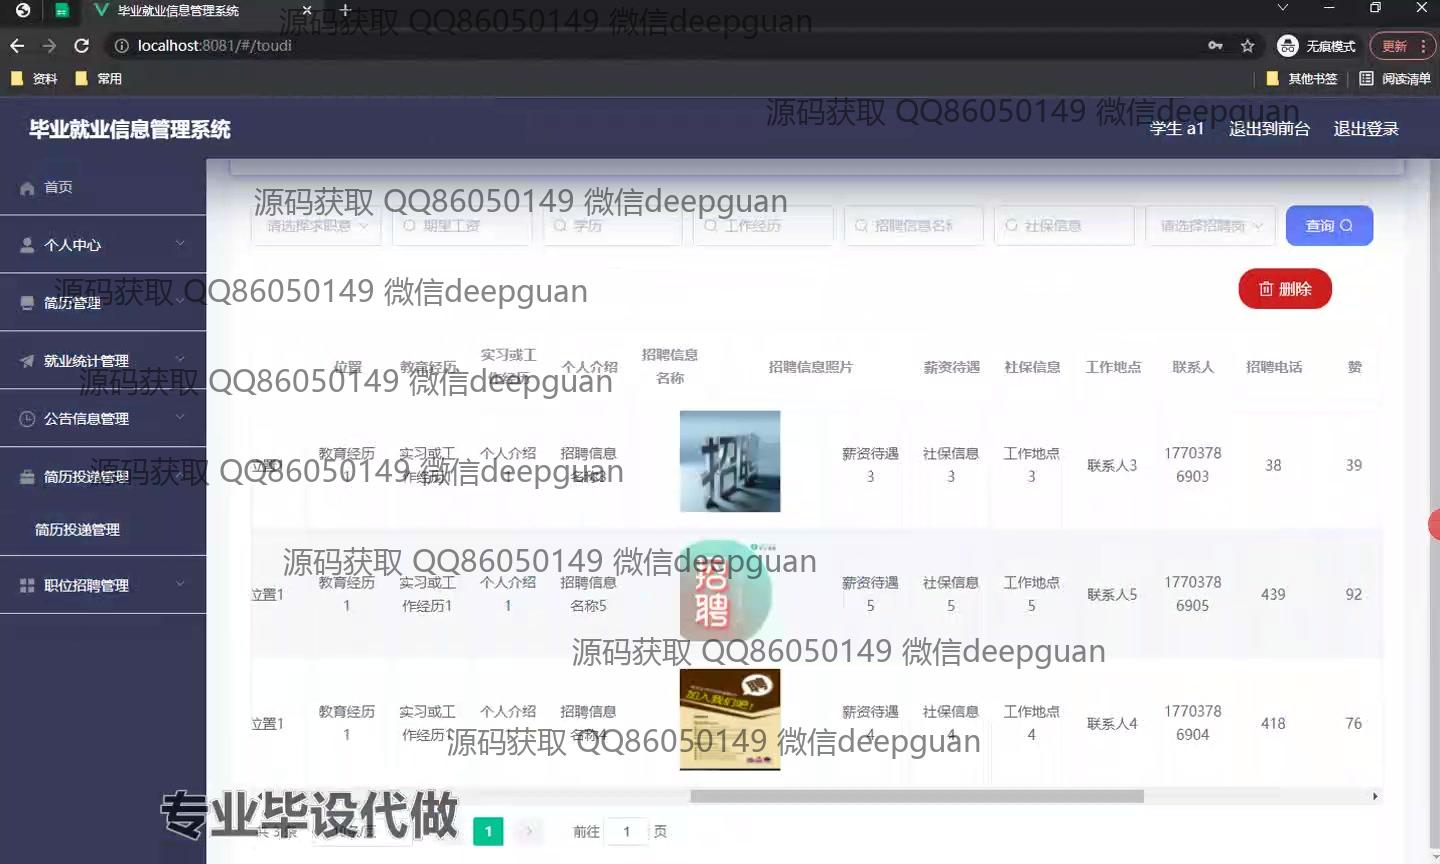 毕业就业信息管理系统
源码获取 QQ86050149 微信deepguan
localhost:8081/#/toudi
无痕模式
更新
资料
常用
其他书签
阅读清单
源码获取 QQ86050149 微信deepguan
毕业就业信息管理系统
学生 a1
退出到前台
退出登录
首页
个人中心
简历管理
就业统计管理
公告信息管理
简历投递管理
简历投递管理
职位招聘管理
源码获取 QQ86050149 微信deepguan
请选择求职意
期望工资
学历
工作经历
招聘信息名称
社保信息
请选择招聘岗
查询
源码获取 QQ86050149 微信deepguan
删除
位置 教育经历 实习或工作经历 个人介绍 招聘信息名称 招聘信息照片 薪资待遇 社保信息 工作地点 联系人 招聘电话 赞
源码获取 QQ86050149 微信deepguan
位置1 教育经历1 实习或工作经历1 个人介绍1 招聘信息名称3 招聘 薪资待遇3 社保信息3 工作地点3 联系人3 17703786903 38 39
源码获取 QQ86050149 微信deepguan
源码获取 QQ86050149 微信deepguan
位置1 教育经历1 实习或工作经历1 个人介绍1 招聘信息名称5 招聘 薪资待遇5 社保信息5 工作地点5 联系人5 17703786905 439 92
源码获取 QQ86050149 微信deepguan
位置1 教育经历1 实习或工作经历1 个人介绍1 招聘信息名称4 聘 加入我们吧! 薪资待遇4 社保信息4 工作地点4 联系人4 17703786904 418 76
源码获取 QQ86050149 微信deepguan
专业毕设代做
共 3 条
10条/页
1
前往 1 页